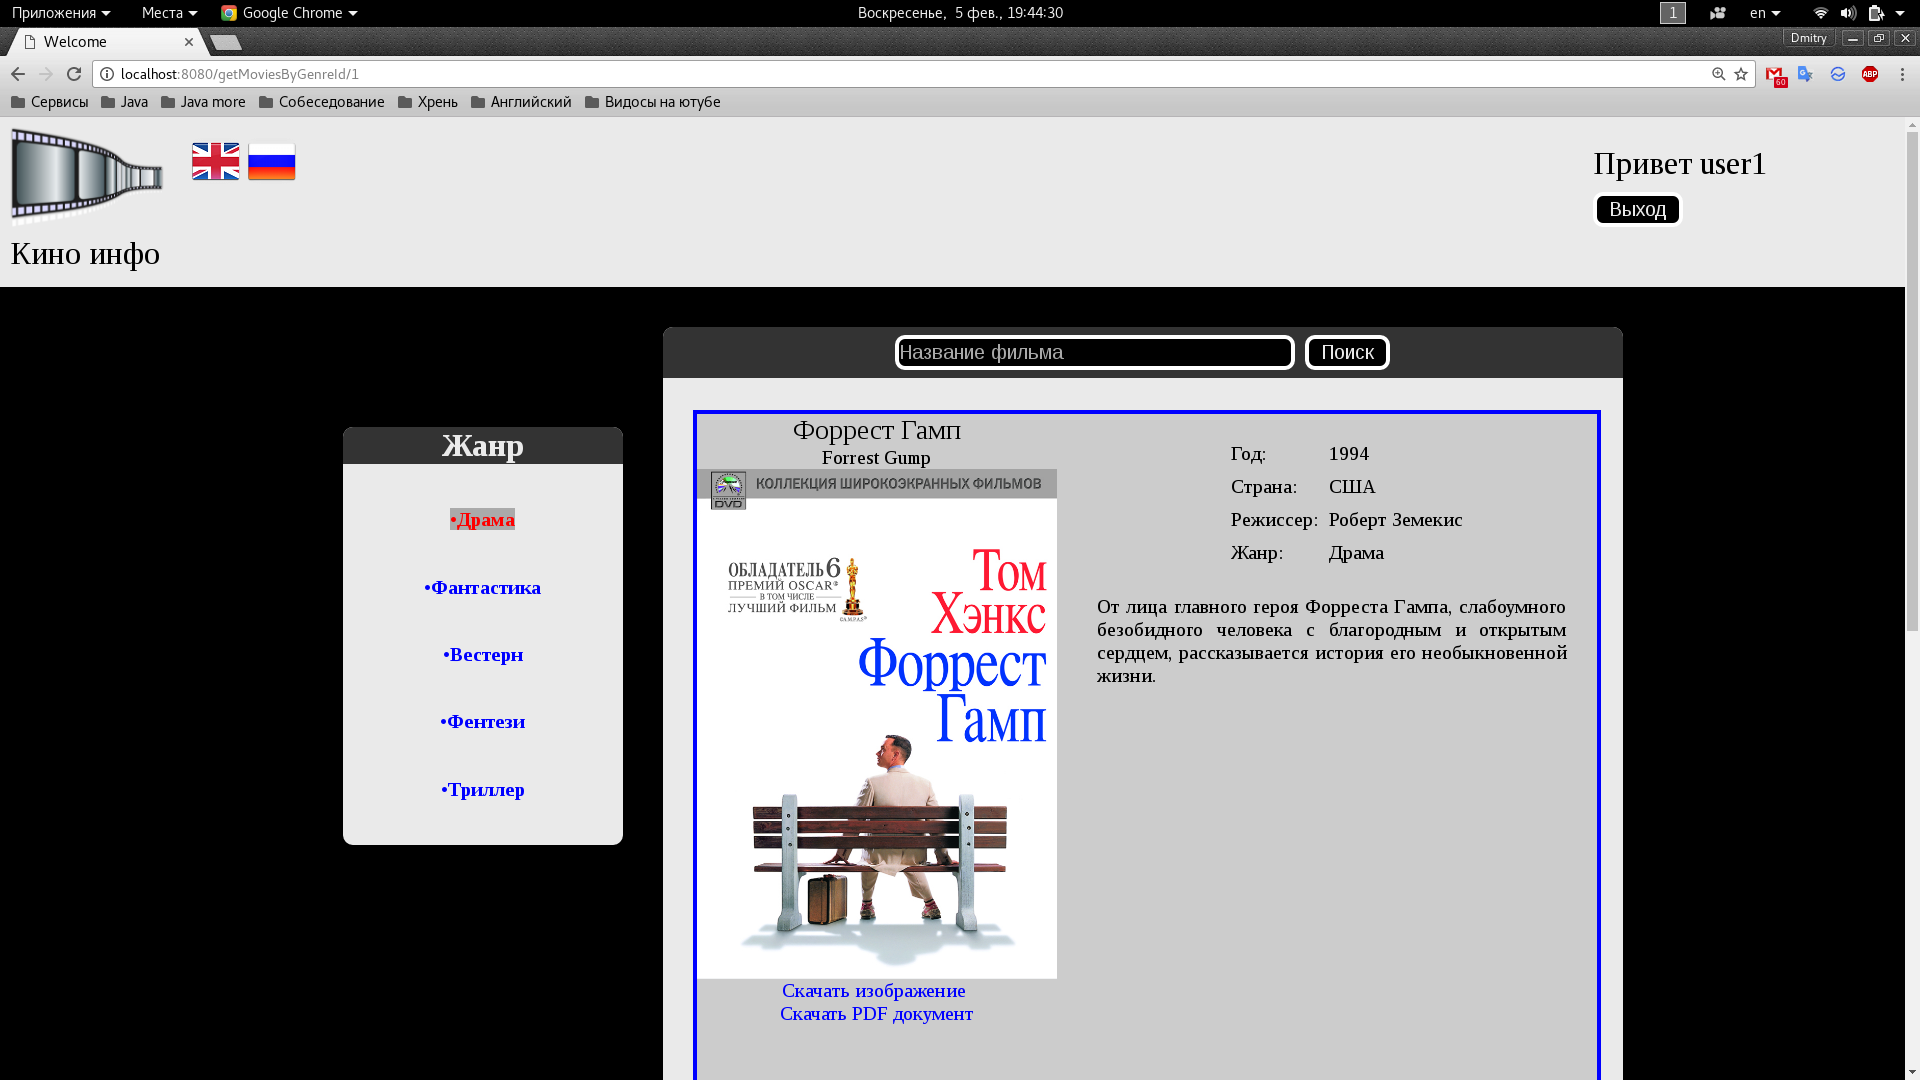 Приложения Места Google Chrome Воскресенье, 5 фев., 19:44:30 1 en
Welcome Dmitry
localhost:8080/getMoviesByGenreId/1 60 ABP
Сервисы Java Java more Собеседование Хрень Английский Видосы на ютубе
Привет user1
Выход
Кино инфо
Название фильма Поиск
Жанр
•Драма
•Фантастика
•Вестерн
•Фентези
•Триллер
Форрест Гамп
Forrest Gump
КОЛЛЕКЦИЯ ШИРОКОЭКРАННЫХ ФИЛЬМОВ
DVD
ОБЛАДАТЕЛЬ 6
ПРЕМИЙ OSCAR®
В ТОМ ЧИСЛЕ
ЛУЧШИЙ ФИЛЬМ
©A.M.P.A.S®
Том
Хэнкс
Форрест
Гамп
Скачать изображение
Скачать PDF документ
Год: 1994
Страна: США
Режиссер: Роберт Земекис
Жанр: Драма
От лица главного героя Форреста Гампа, слабоумного
безобидного человека с благородным и открытым
сердцем, рассказывается история его необыкновенной
жизни.